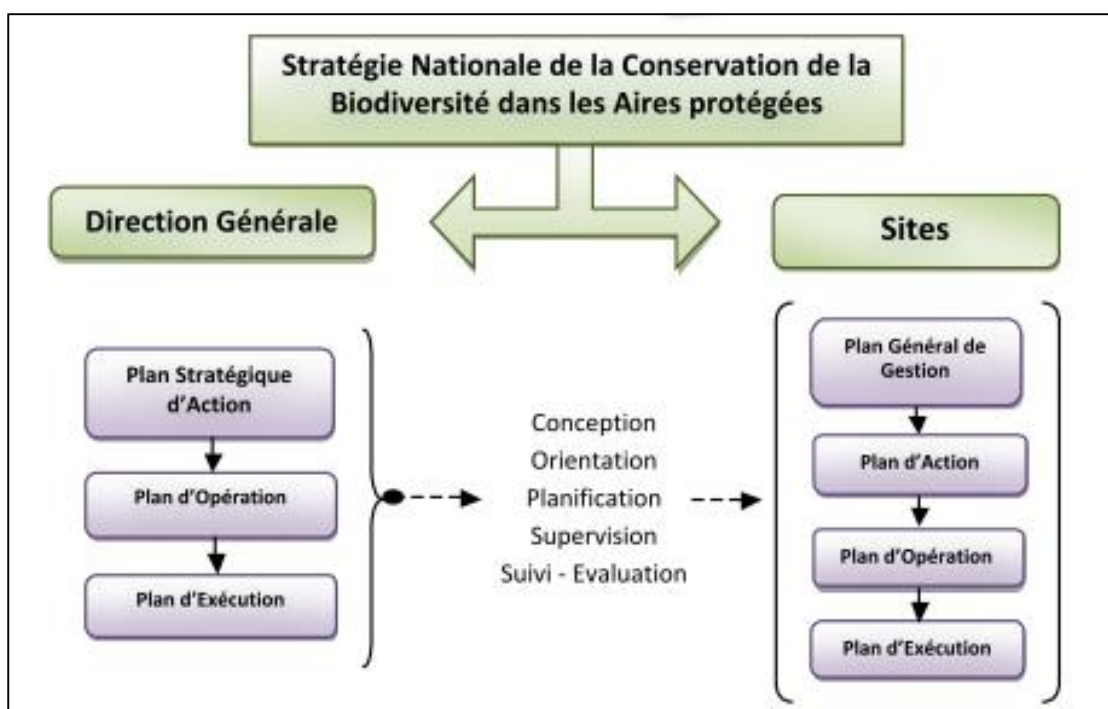 Stratégie Nationale de la Conservation de la
Biodiversité dans les Aires protégées
Direction Générale
Sites
Plan Stratégique
d'Action
Plan d'Opération
Plan d'Exécution
Conception
Orientation
Planification
Supervision
Suivi - Evaluation
Plan Général de
Gestion
Plan d'Action
Plan d'Opération
Plan d'Exécution